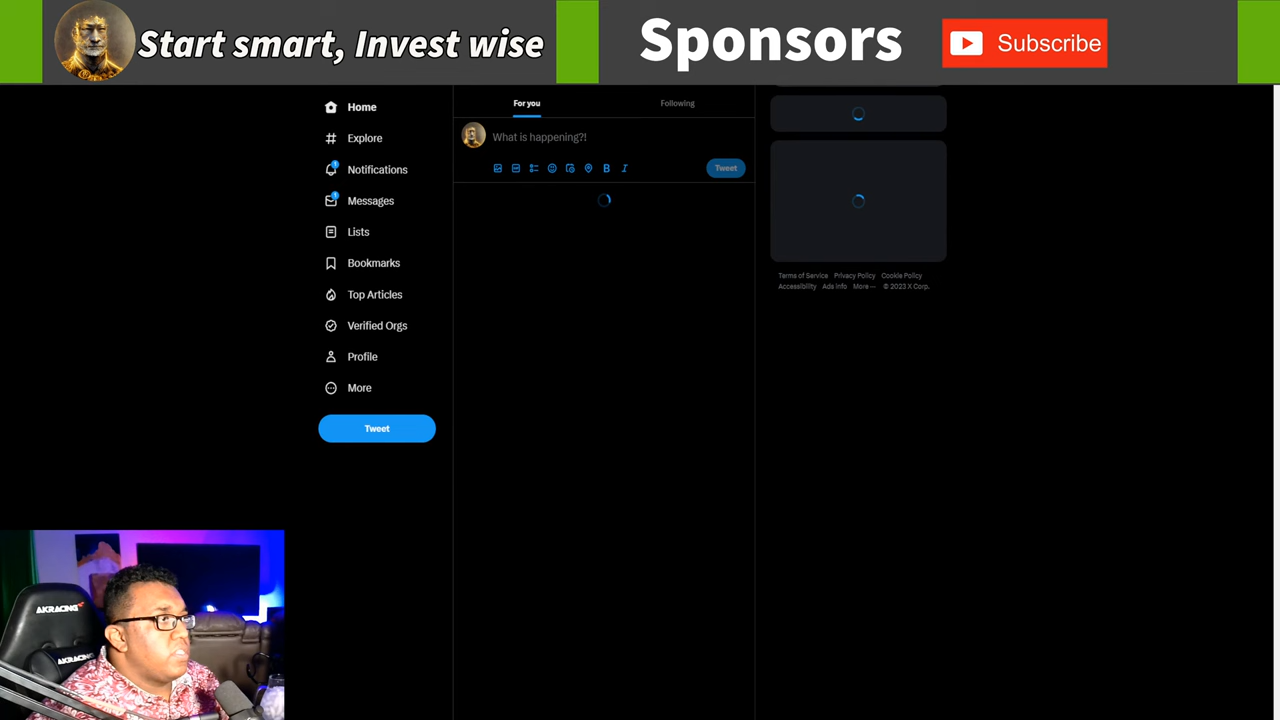 Start smart, Invest wise
Sponsors
Subscribe
Home
Explore
Notifications
Messages
Lists
Bookmarks
Top Articles
Verified Orgs
Profile
More
Tweet
For you
Following
What is happening?!
B I
Tweet
Terms of Service Privacy Policy Cookie Policy
Accessibility Ads info More — © 2023 X Corp.
AKRACING
AKRACING